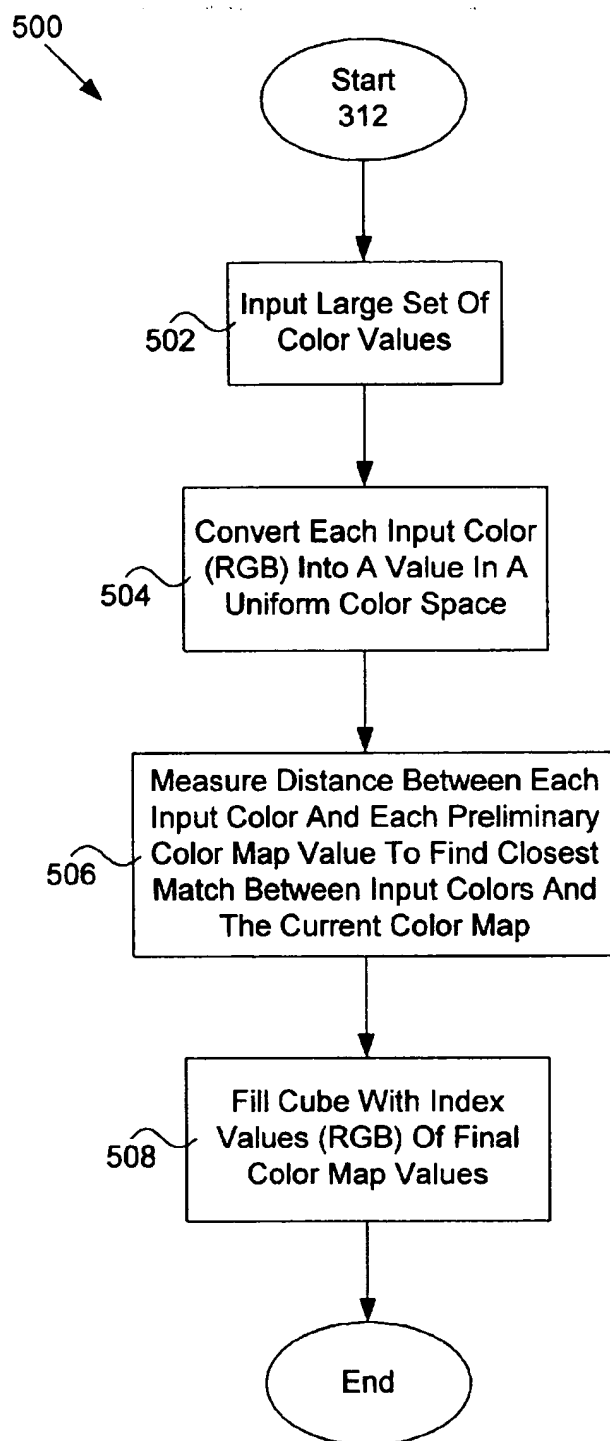 500
Start
312
Input Large Set Of
Color Values
502
Convert Each Input Color
(RGB) Into A Value In A
Uniform Color Space
504
Measure Distance Between Each
Input Color And Each Preliminary
Color Map Value To Find Closest
Match Between Input Colors And
The Current Color Map
506
Fill Cube With Index
Values (RGB) Of Final
Color Map Values
508
End